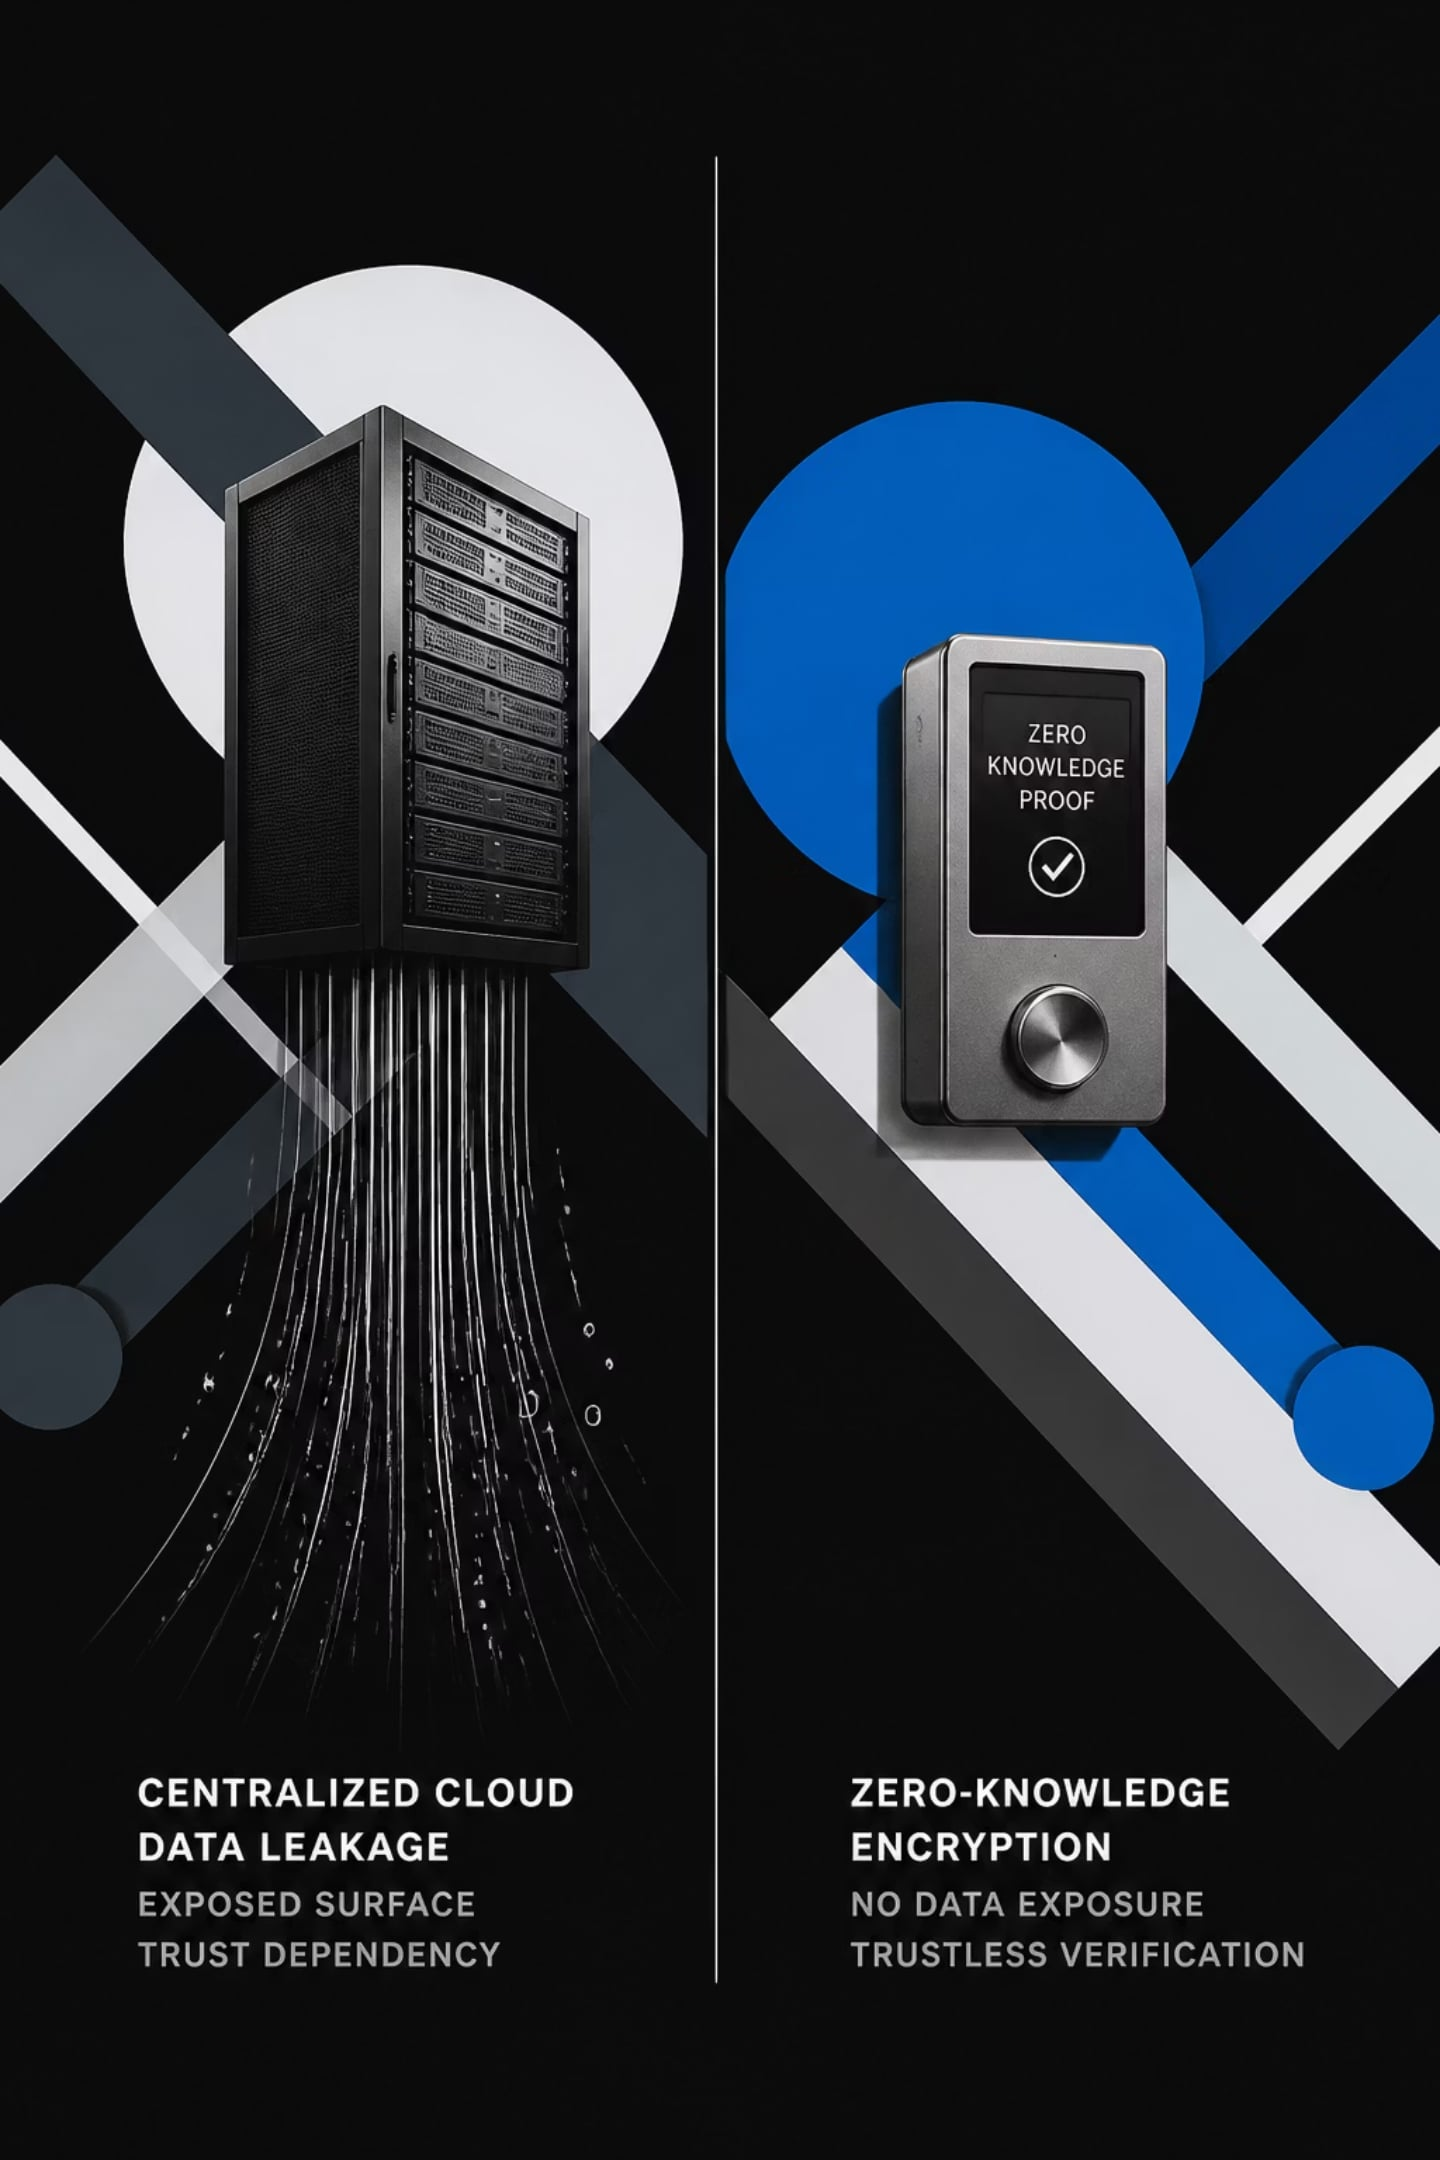 ZERO
KNOWLEDGE
PROOF
CENTRALIZED CLOUD
DATA LEAKAGE
EXPOSED SURFACE
TRUST DEPENDENCY
ZERO-KNOWLEDGE
ENCRYPTION
NO DATA EXPOSURE
TRUSTLESS VERIFICATION